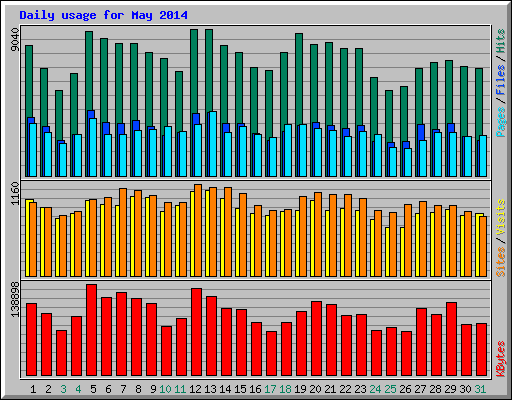 Daily usage for May 2014
9040
Pages / Files / Hits
1160
Sites / Visits
138898
KBytes
1 2 3 4 5 6 7 8 9 10 11 12 13 14 15 16 17 18 19 20 21 22 23 24 25 26 27 28 29 30 31